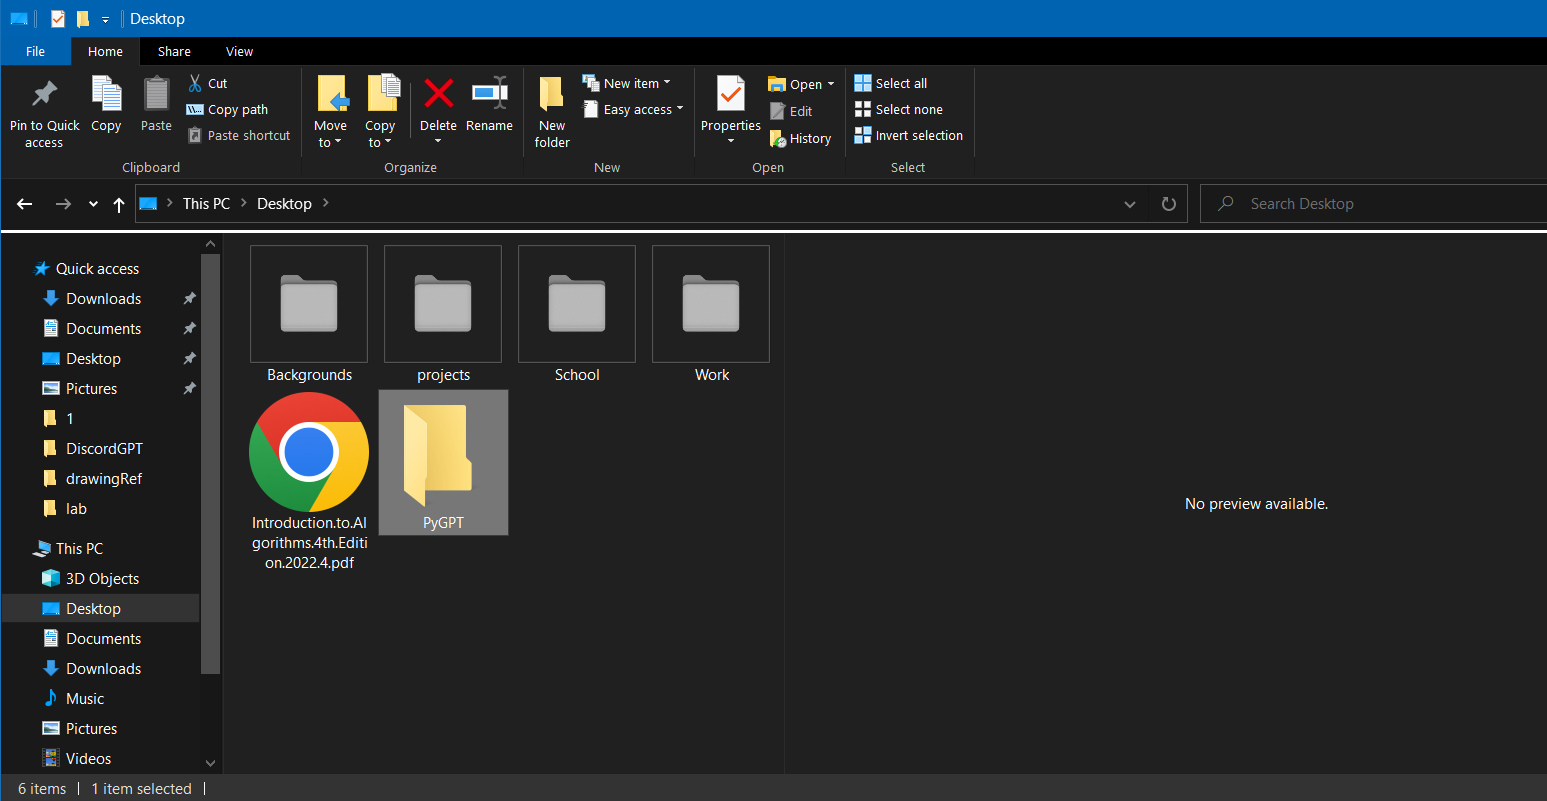 Desktop
File Home Share View
Pin to Quick access
Copy
Paste
Cut
Copy path
Paste shortcut
Clipboard
Move to
Copy to
Delete
Rename
Organize
New folder
New item
Easy access
New
Properties
Open
Edit
History
Open
Select all
Select none
Invert selection
Select
This PC
Desktop
Search Desktop
Quick access
Downloads
Documents
Desktop
Pictures
1
DiscordGPT
drawingRef
lab
This PC
3D Objects
Desktop
Documents
Downloads
Music
Pictures
Videos
Backgrounds
projects
School
Work
Introduction.to.Al
gorithms.4th.Editi
on.2022.4.pdf
PyGPT
No preview available.
6 items
1 item selected